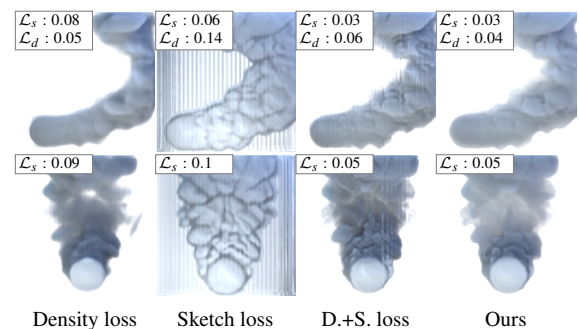 ℒs : 0.08
ℒd : 0.05
ℒs : 0.06
ℒd : 0.14
ℒs : 0.03
ℒd : 0.06
ℒs : 0.03
ℒd : 0.04
ℒs : 0.09
ℒs : 0.1
ℒs : 0.05
ℒs : 0.05
Density loss
Sketch loss
D.+S. loss
Ours